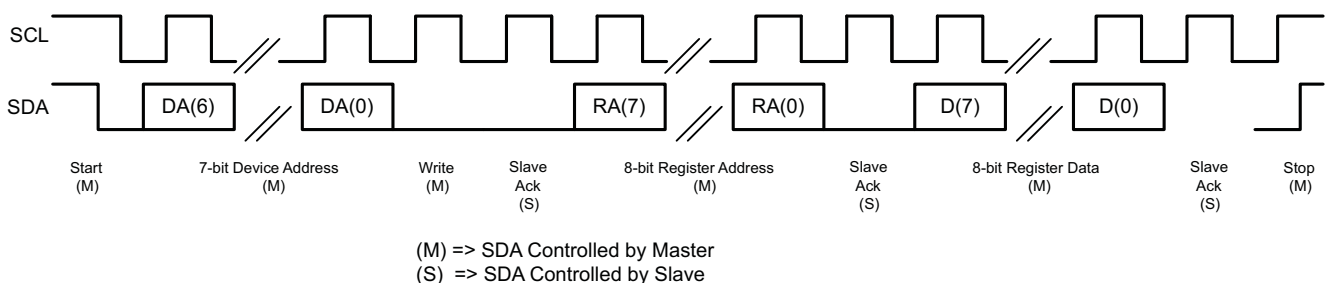 SCL
SDA
DA(6)
DA(0)
RA(7)
RA(0)
D(7)
D(0)
Start
(M)
7-bit Device Address
(M)
Write
(M)
Slave
Ack
(S)
8-bit Register Address
(M)
Slave
Ack
(S)
8-bit Register Data
(M)
Slave
Ack
(S)
Stop
(M)
(M) => SDA Controlled by Master
(S) => SDA Controlled by Slave